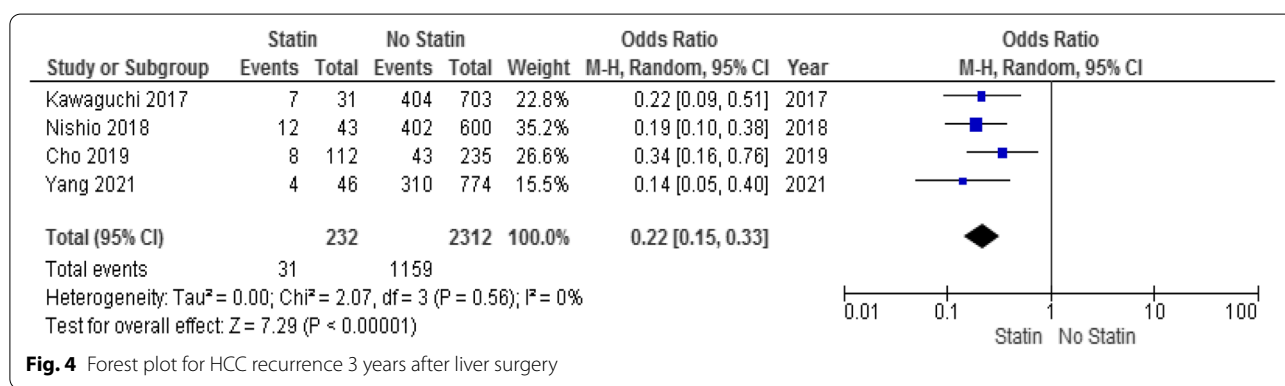 Statin No Statin Odds Ratio Odds Ratio
Study or Subgroup Events Total Events Total Weight M-H, Random, 95% CI Year M-H, Random, 95% CI
Kawaguchi 2017 7 31 404 703 22.8% 0.22 [0.09, 0.51] 2017
Nishio 2018 12 43 402 600 35.2% 0.19 [0.10, 0.38] 2018
Cho 2019 8 112 43 235 26.6% 0.34 [0.16, 0.76] 2019
Yang 2021 4 46 310 774 15.5% 0.14 [0.05, 0.40] 2021
Total (95% CI) 232 2312 100.0% 0.22 [0.15, 0.33]
Total events 31 1159
Heterogeneity: Tau² = 0.00; Chi² = 2.07, df = 3 (P = 0.56); I² = 0%
Test for overall effect: Z = 7.29 (P < 0.00001)
0.01 0.1 1 10 100
Statin No Statin
Fig. 4 Forest plot for HCC recurrence 3 years after liver surgery